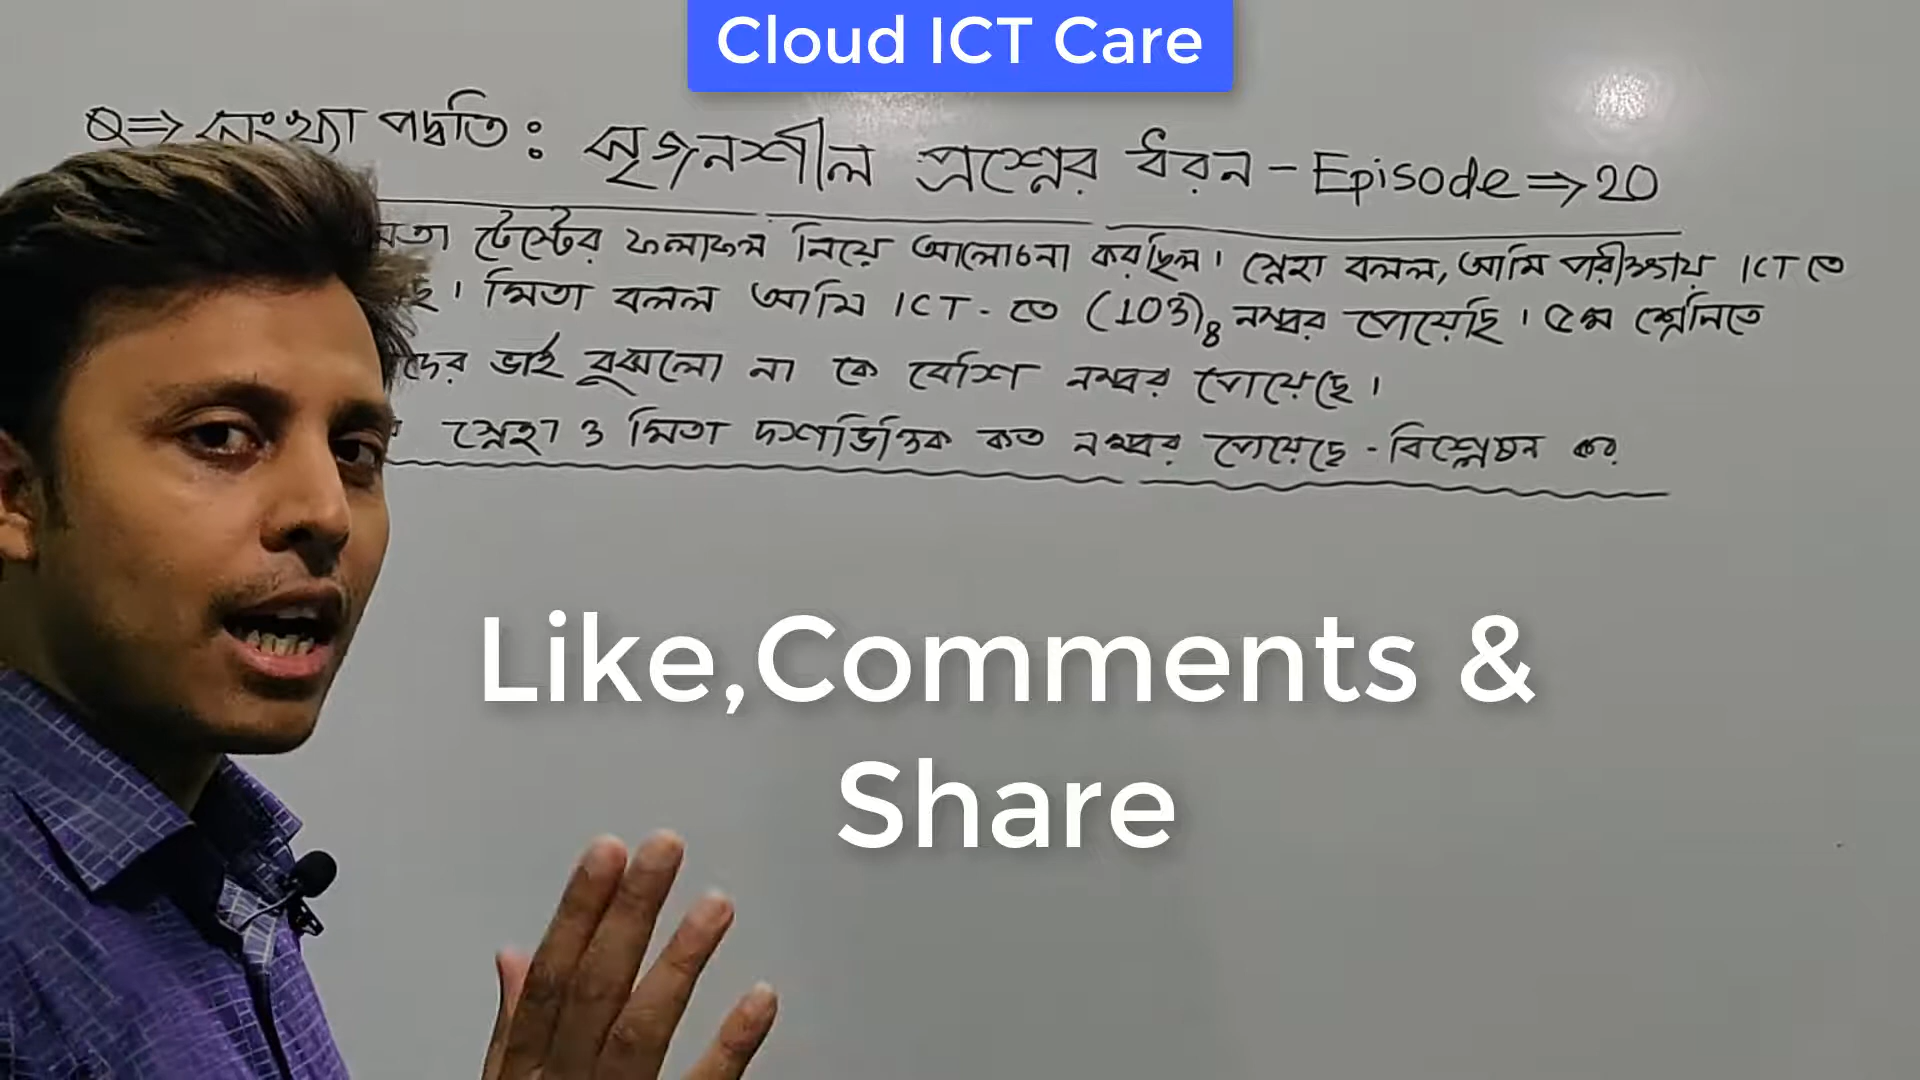 Cloud ICT Care
Q⇒ সংখ্যা পদ্ধতি : সৃজনশীল প্রশ্নের ধরন - Episode ⇒ 20
মিতা টেস্টের ফলাফল নিয়ে আলোচনা করছিল। স্নেহা বলল, আমি পরীক্ষায় ICT তে
ছি। মিতা বলল আমি ICT-তে (103)₈ নম্বর পেয়েছি। ৫ম শ্রেনিতে
দের ভাই বুঝলো না কে বেশি নম্বর পেয়েছে।
স্নেহা ও মিতা দশভিত্তিক কত নম্বর পেয়েছে - বিশ্লেষন কর
Like,Comments &
Share